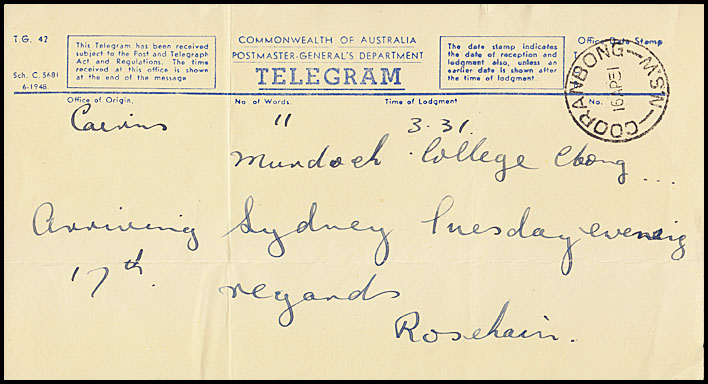 T.G. 42
Sch. C. 5681
6-1948.
This Telegram has been received
subject to the Post and Telegraph
Act and Regulations. The time
received at this office is shown
at the end of the message
COMMONWEALTH OF AUSTRALIA
POSTMASTER-GENERAL'S DEPARTMENT
TELEGRAM
The date stamp indicates
the date of reception and
lodgment also, unless an
earlier date is shown after
the time of lodgment.
Office Date Stamp
COORANBONG—N.S.W—
16AP51
Office of Origin. No. of Words. Time of Lodgment No.
Cairns 11 3.31
Murdoch College Cbong...
Arriving Sydney Tuesday evening
17th. regards
Rosehain.